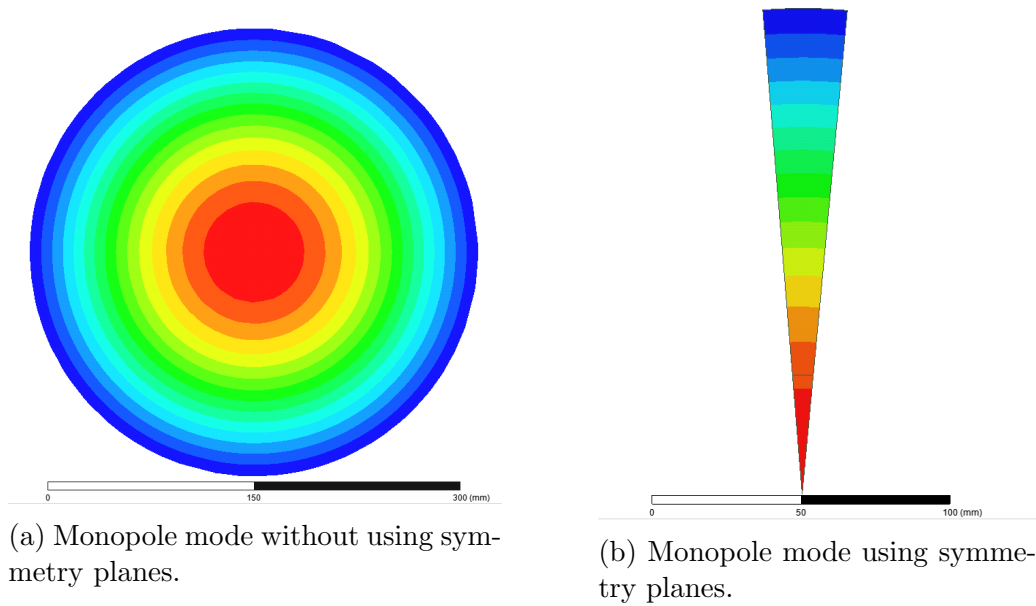 0 150 300 (mm)
(a) Monopole mode without using sym-
metry planes.
0 50 100 (mm)
(b) Monopole mode using symme-
try planes.